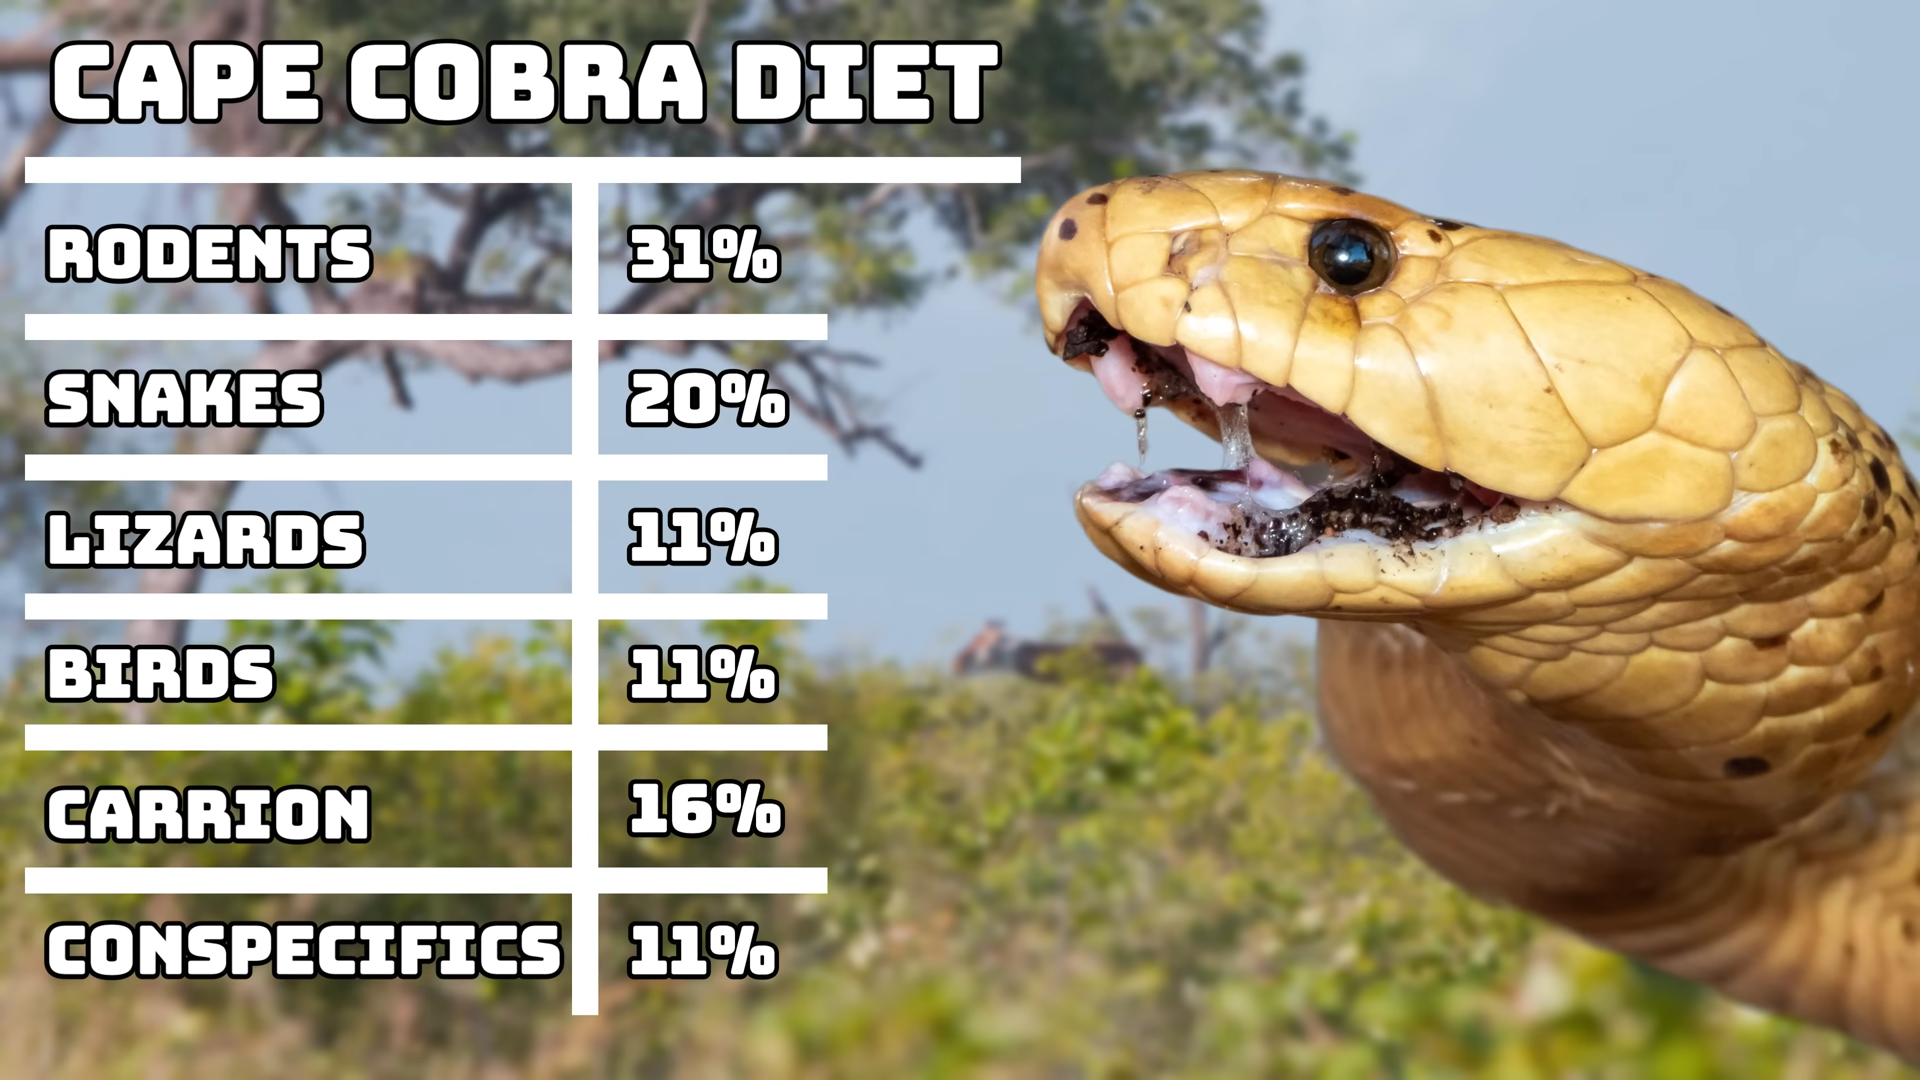 CAPE COBRA DIET
RODENTS 31%
SNAKES 20%
LIZARDS 11%
BIRDS 11%
CARRION 16%
CONSPECIFICS 11%